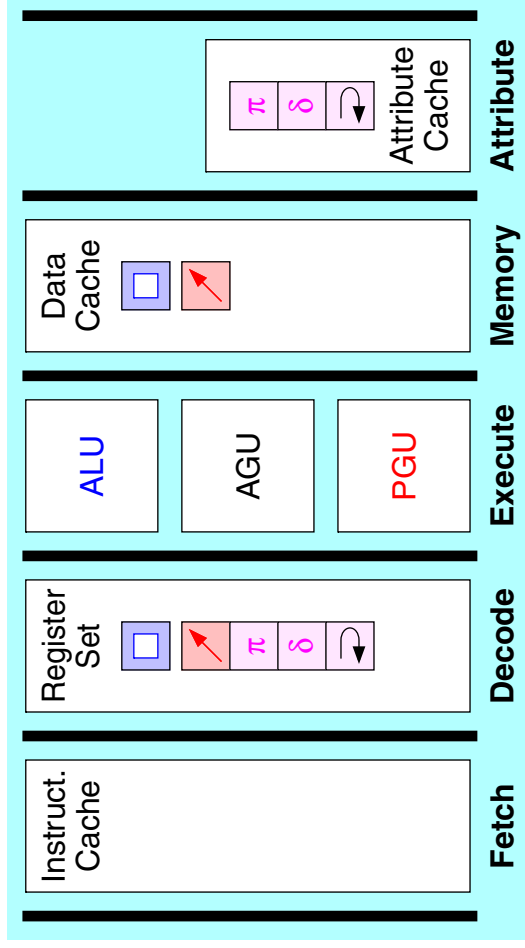 Instruct.
Cache
Register
Set
π
δ
ALU
AGU
PGU
Data
Cache
π
δ
Attribute
Cache
Fetch
Decode
Execute
Memory
Attribute